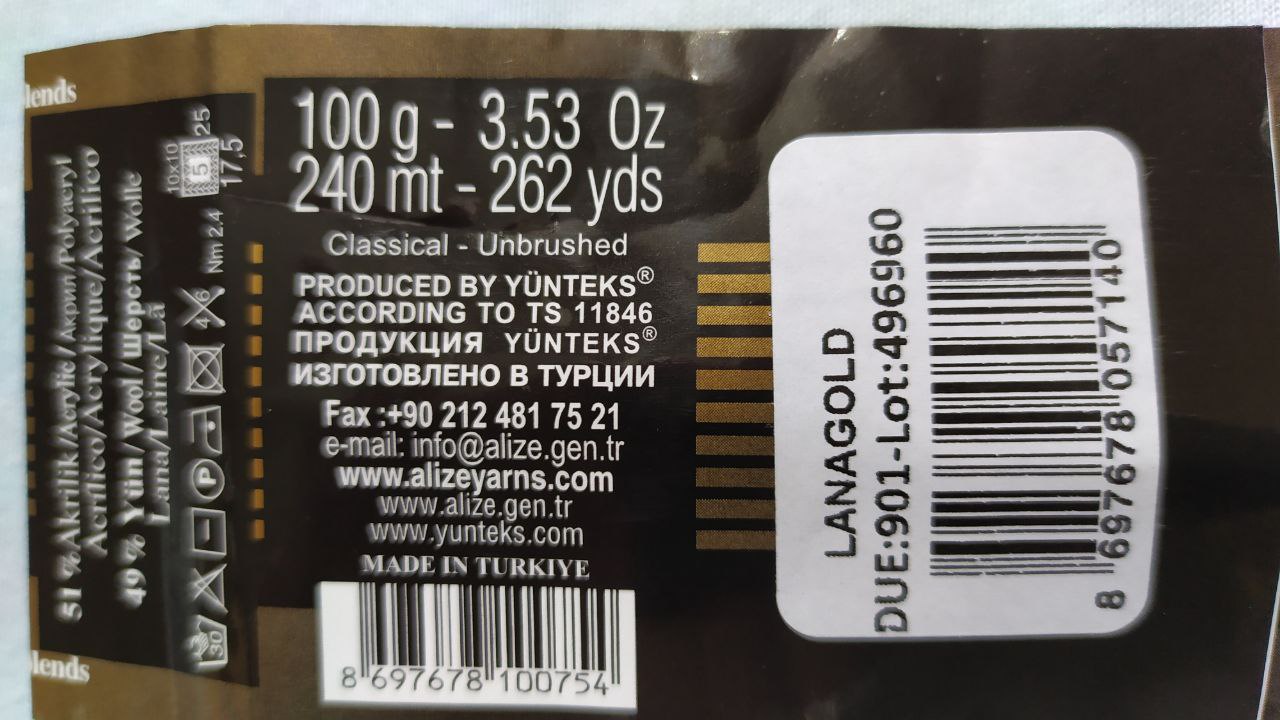 lends
lends
51 % Akrilik/Acrylic/Акрил/Polyacryl
Acrilico/Acrylique/Acrílico
49 % Yün/Wool/Шерсть/Wolle
Lana/Laine/Lã
30
P
4 6
Nm 2.4
10x10
5
25
17,5
100 g - 3.53 Oz
240 mt - 262 yds
Classical - Unbrushed
PRODUCED BY YÜNTEKS®
ACCORDING TO TS 11846
ПРОДУКЦИЯ YÜNTEKS®
ИЗГОТОВЛЕНО В ТУРЦИИ
Fax :+90 212 481 75 21
e-mail: info@alize.gen.tr
www.alizeyarns.com
www.alize.gen.tr
www.yunteks.com
MADE IN TURKIYE
8 697678 100754
LANAGOLD
DUE:901-Lot:496960
8 697678 057140